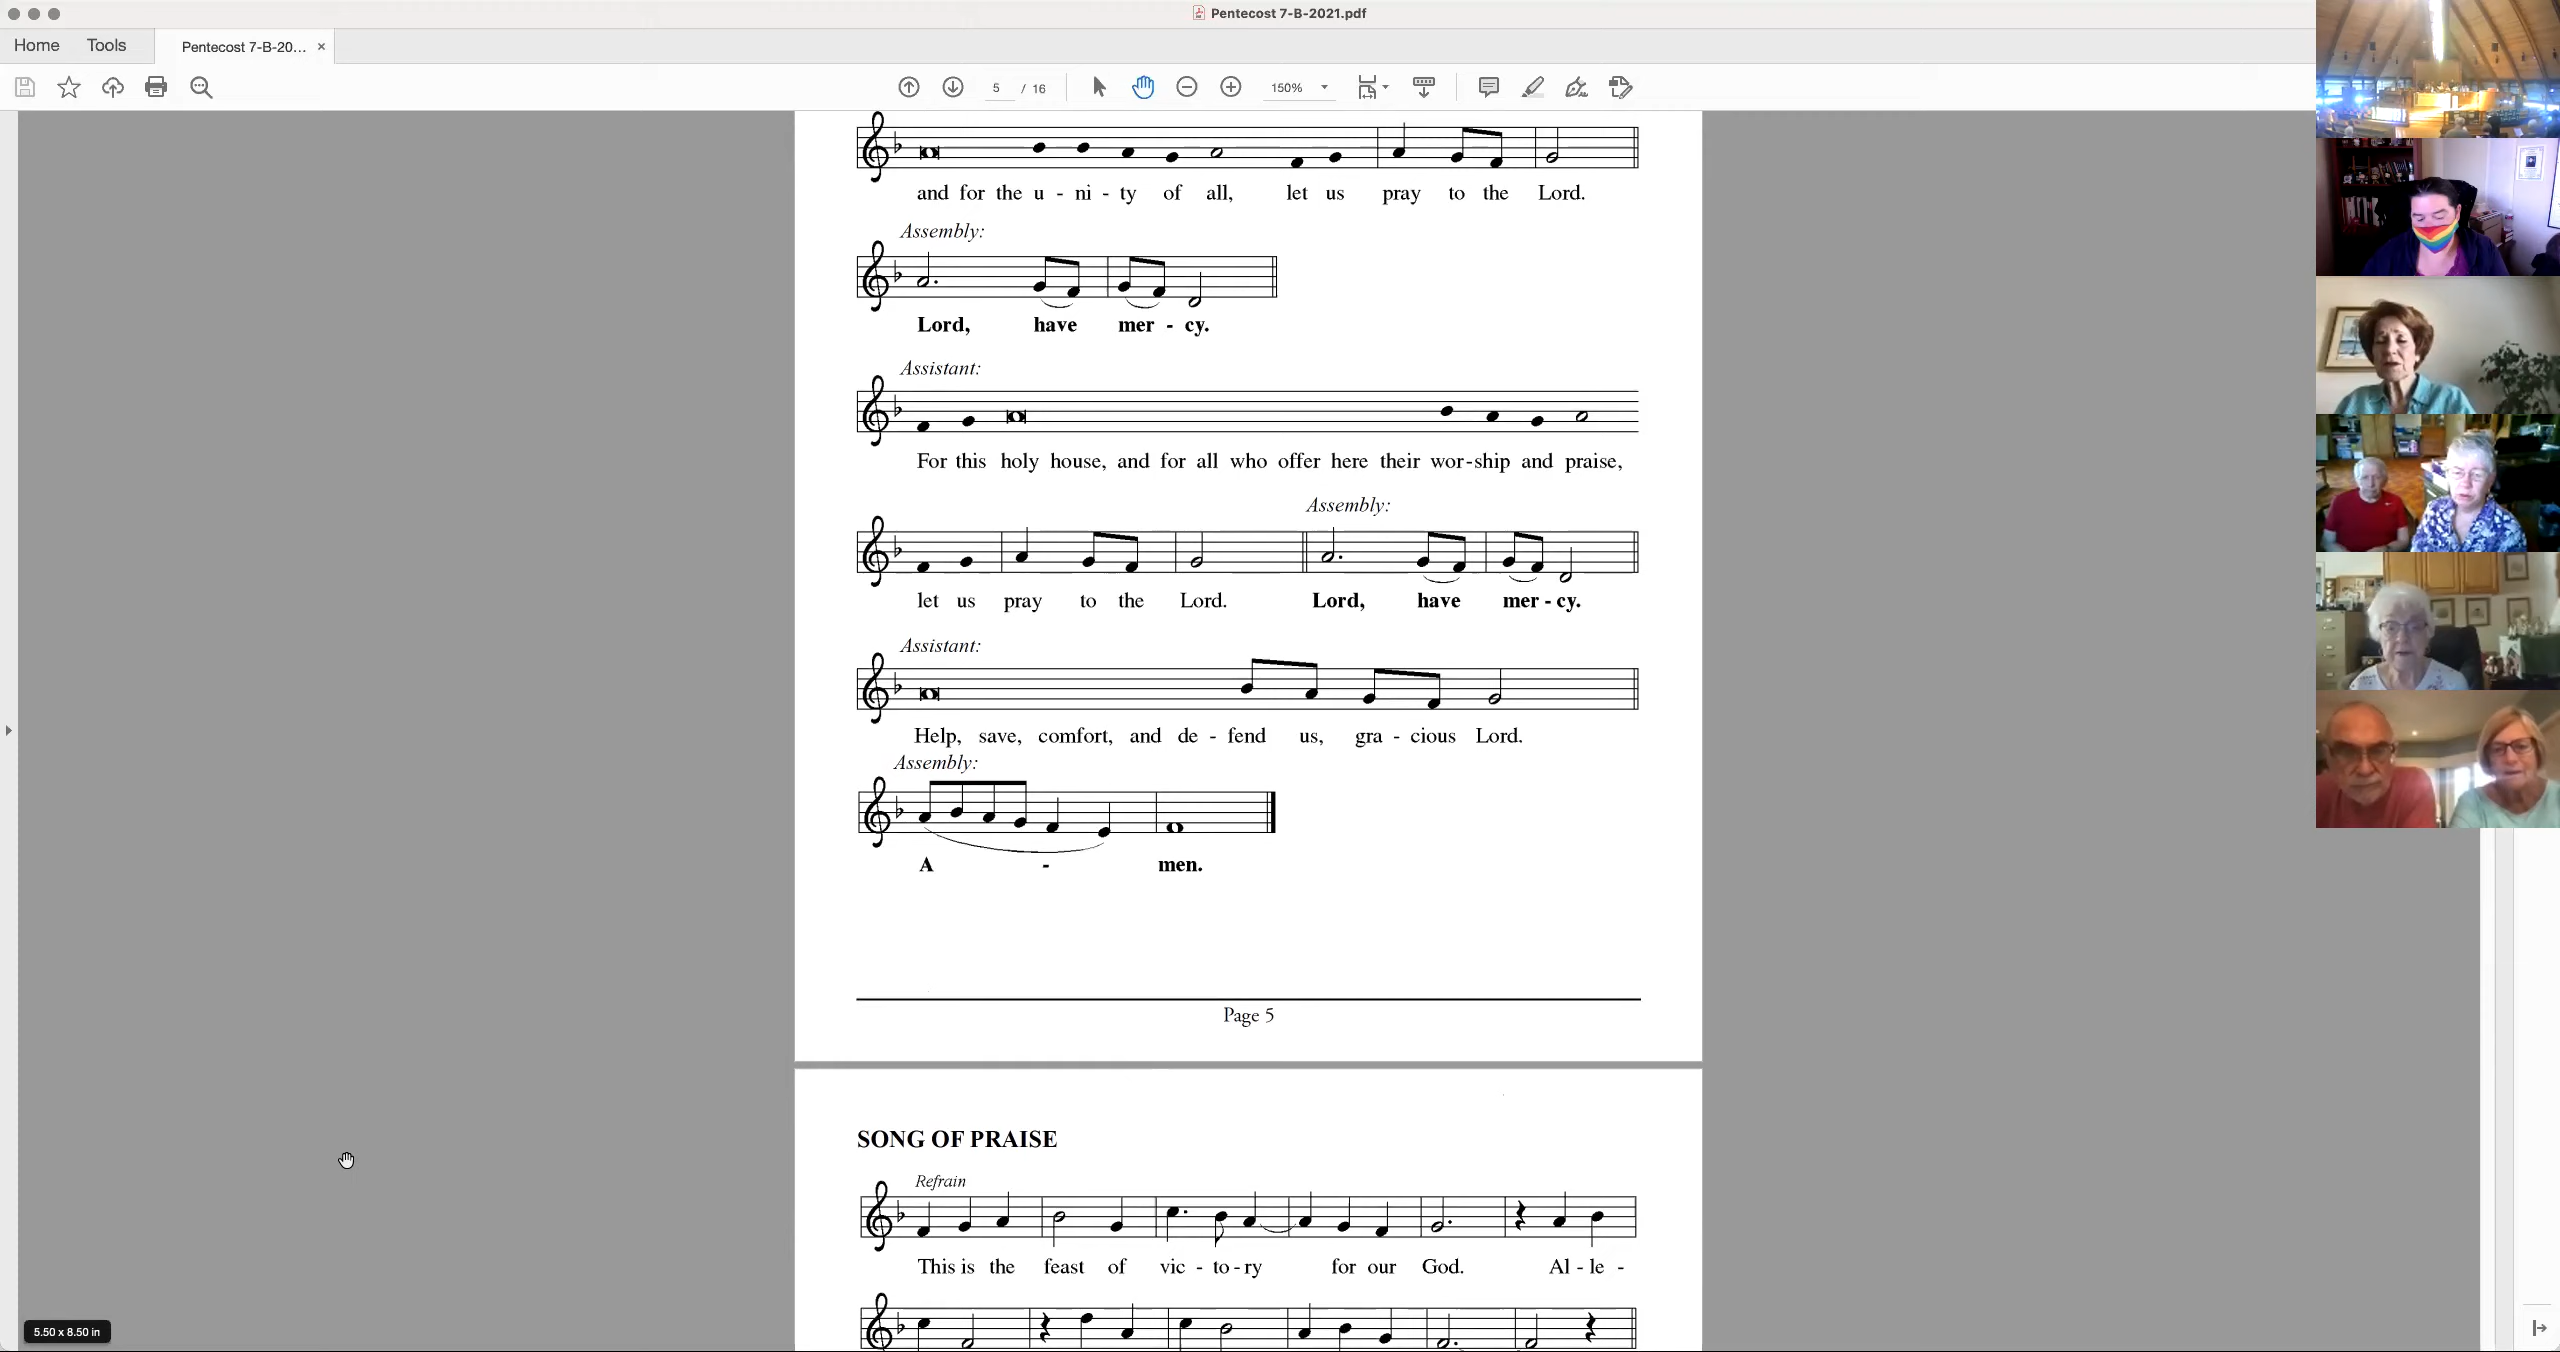 Pentecost 7-B-2021.pdf
Home Tools Pentecost 7-B-20... ×
5 / 16 150%
and for the u - ni - ty of all, let us pray to the Lord.
Assembly:
Lord, have mer - cy.
Assistant:
For this holy house, and for all who offer here their wor-ship and praise,
Assembly:
let us pray to the Lord. Lord, have mer - cy.
Assistant:
Help, save, comfort, and de - fend us, gra - cious Lord.
Assembly:
A - men.
Page 5
SONG OF PRAISE
Refrain
This is the feast of vic - to - ry for our God. Al - le -
5.50 x 8.50 in